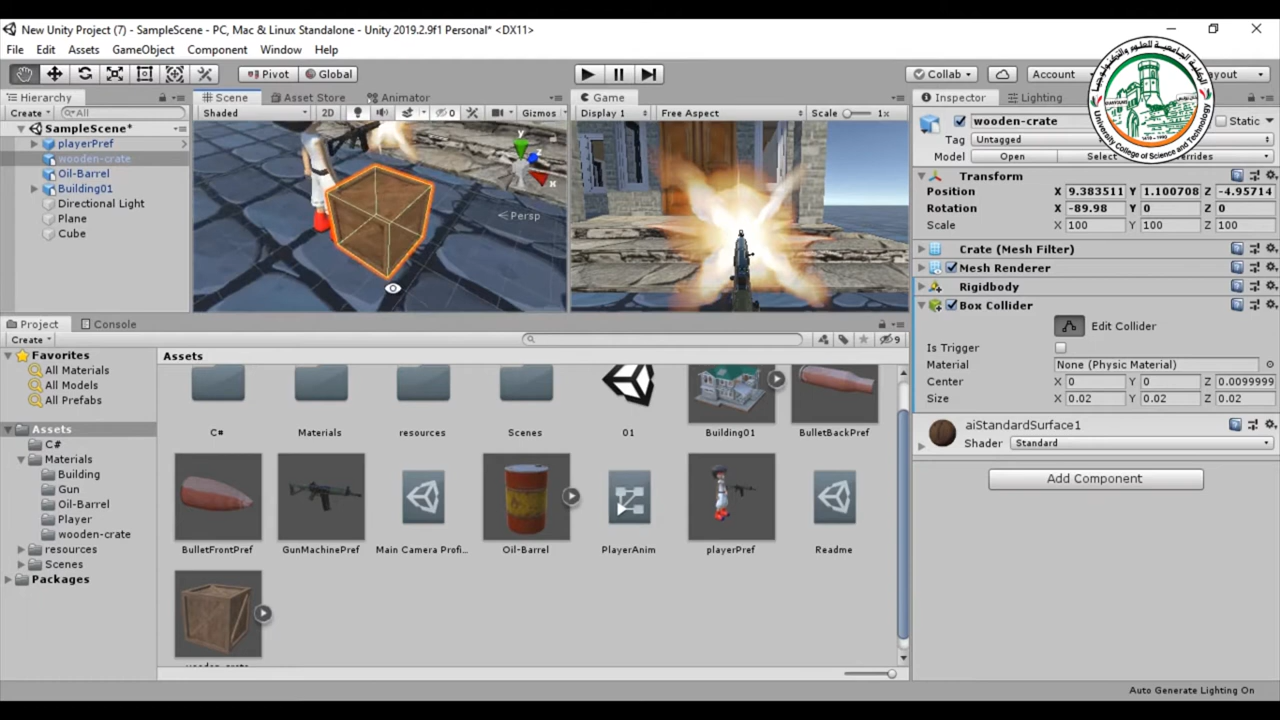 New Unity Project (7) - SampleScene - PC, Mac & Linux Standalone - Unity 2019.2.9f1 Personal* <DX11>
File Edit Assets GameObject Component Window Help
Pivot Global Collab Account
Hierarchy
Create All
SampleScene*
playerPref
wooden-crate
Oil-Barrel
Building01
Directional Light
Plane
Cube
Scene Asset Store Animator
Shaded 2D 0 Gizmos
y
z
x
Persp
Game
Display 1 Free Aspect Scale 1x
Inspector Lighting
wooden-crate Static
Tag Untagged
Model Open Select
Transform
Position X 9.383511 Y 1.100708 Z -4.95714
Rotation X -89.98 Y 0 Z 0
Scale X 100 Y 100 Z 100
Crate (Mesh Filter)
Mesh Renderer
Rigidbody
Box Collider
Edit Collider
Is Trigger
Material None (Physic Material)
Center X 0 Y 0 Z 0.0099999
Size X 0.02 Y 0.02 Z 0.02
aiStandardSurface1
Shader Standard
Add Component
Project Console
Create 9
Favorites
All Materials
All Models
All Prefabs
Assets
C#
Materials
Building
Gun
Oil-Barrel
Player
wooden-crate
resources
Scenes
Packages
Assets
C# Materials resources Scenes 01 Building01 BulletBackPref
BulletFrontPref GunMachinePref Main Camera Profi... Oil-Barrel PlayerAnim playerPref Readme
Auto Generate Lighting On
University College of Science and Technology
الكلية الجامعية للعلوم والتكنولوجيا